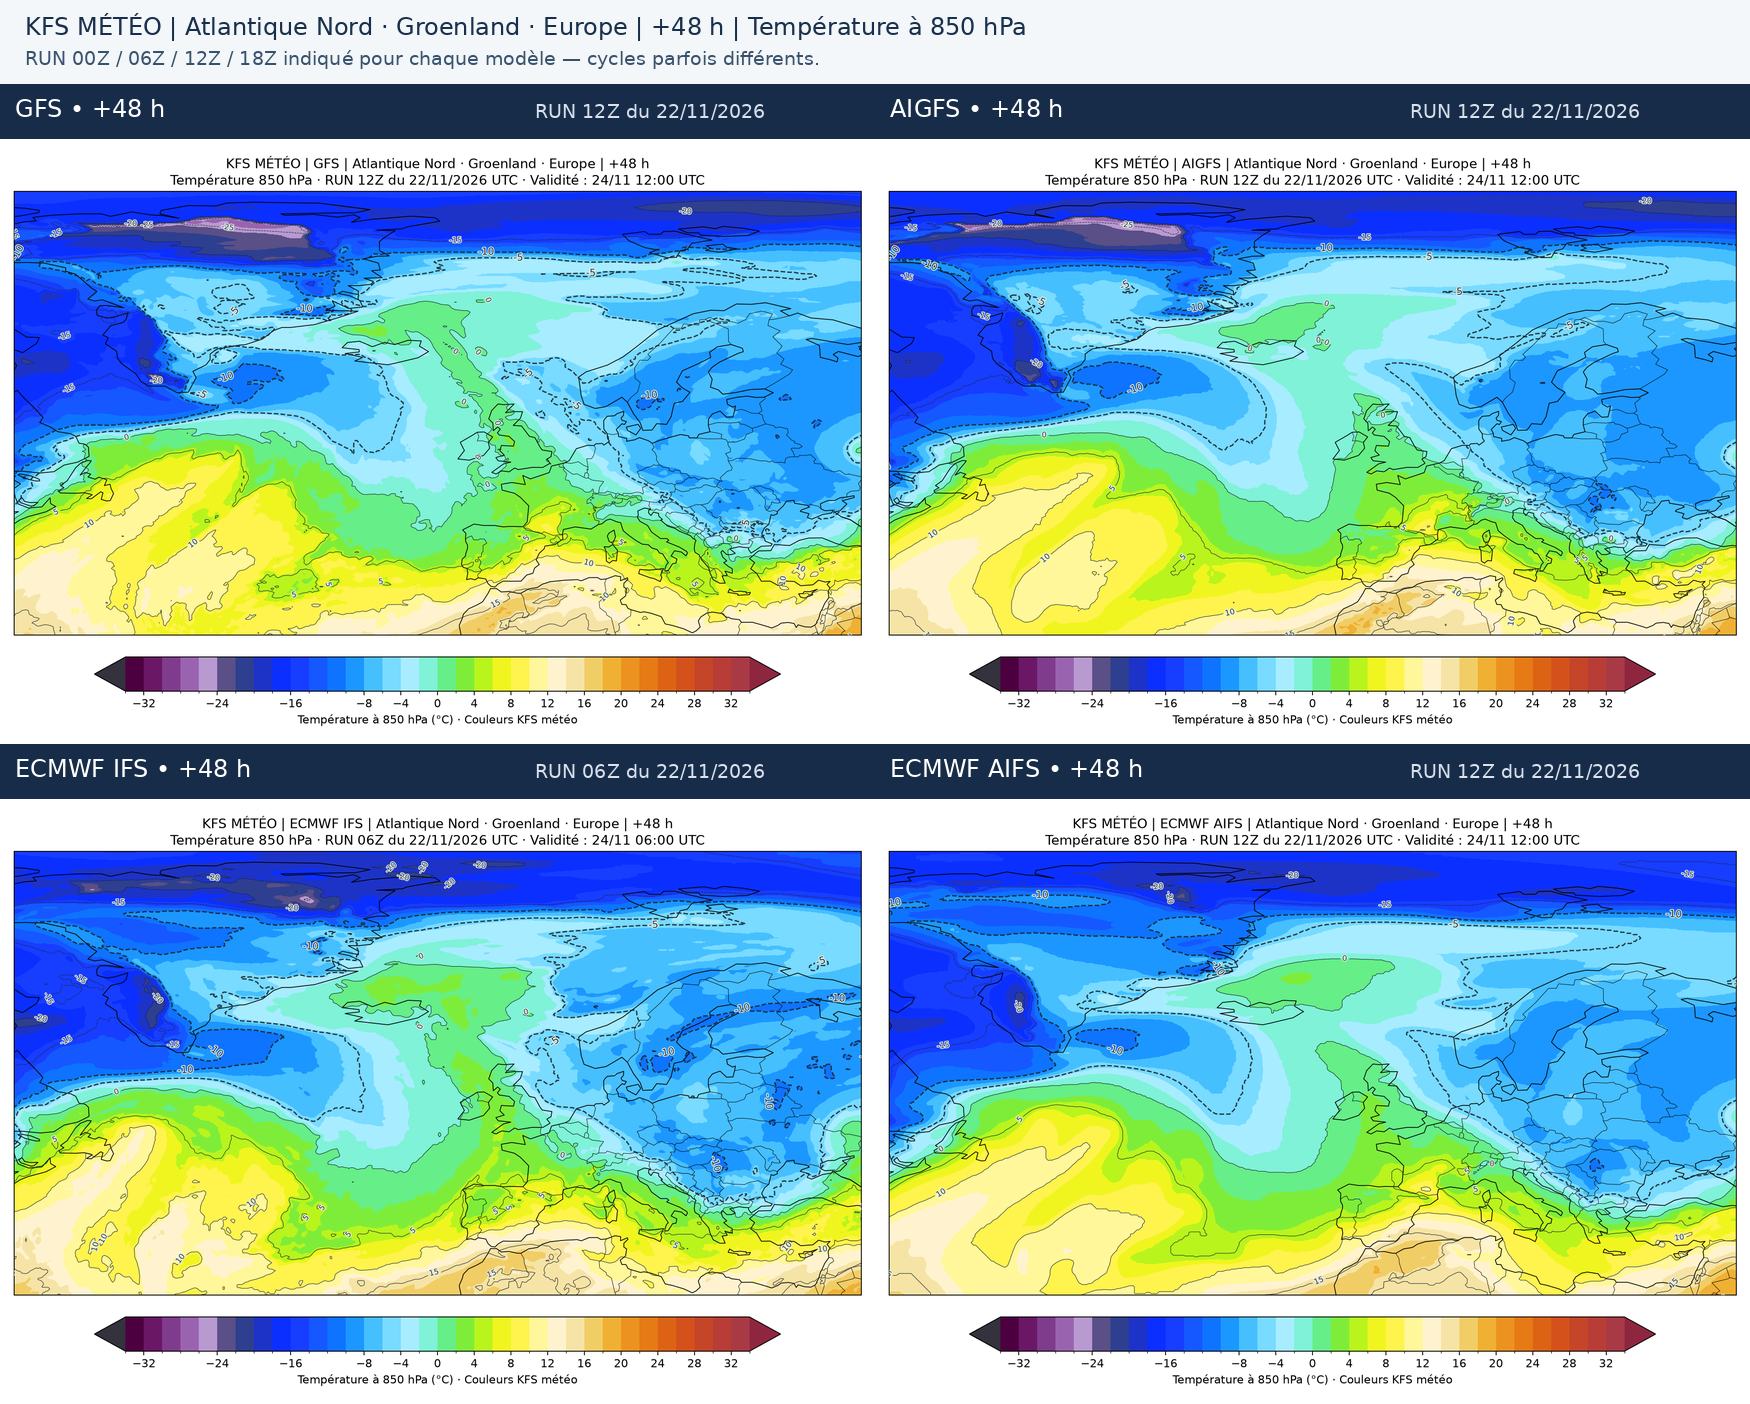 KFS MÉTÉO | Atlantique Nord · Groenland · Europe | +48 h | Température à 850 hPa
RUN 00Z / 06Z / 12Z / 18Z indiqué pour chaque modèle — cycles parfois différents.
GFS • +48 h
RUN 12Z du 22/11/2026
KFS MÉTÉO | GFS | Atlantique Nord · Groenland · Europe | +48 h
Température 850 hPa · RUN 12Z du 22/11/2026 UTC · Validité : 24/11 12:00 UTC
−32 −24 −16 −8 −4 0 4 8 12 16 20 24 28 32
Température à 850 hPa (°C) · Couleurs KFS météo
AIGFS • +48 h
RUN 12Z du 22/11/2026
KFS MÉTÉO | AIGFS | Atlantique Nord · Groenland · Europe | +48 h
Température 850 hPa · RUN 12Z du 22/11/2026 UTC · Validité : 24/11 12:00 UTC
−32 −24 −16 −8 −4 0 4 8 12 16 20 24 28 32
Température à 850 hPa (°C) · Couleurs KFS météo
ECMWF IFS • +48 h
RUN 06Z du 22/11/2026
KFS MÉTÉO | ECMWF IFS | Atlantique Nord · Groenland · Europe | +48 h
Température 850 hPa · RUN 06Z du 22/11/2026 UTC · Validité : 24/11 06:00 UTC
−32 −24 −16 −8 −4 0 4 8 12 16 20 24 28 32
Température à 850 hPa (°C) · Couleurs KFS météo
ECMWF AIFS • +48 h
RUN 12Z du 22/11/2026
KFS MÉTÉO | ECMWF AIFS | Atlantique Nord · Groenland · Europe | +48 h
Température 850 hPa · RUN 12Z du 22/11/2026 UTC · Validité : 24/11 12:00 UTC
−32 −24 −16 −8 −4 0 4 8 12 16 20 24 28 32
Température à 850 hPa (°C) · Couleurs KFS météo